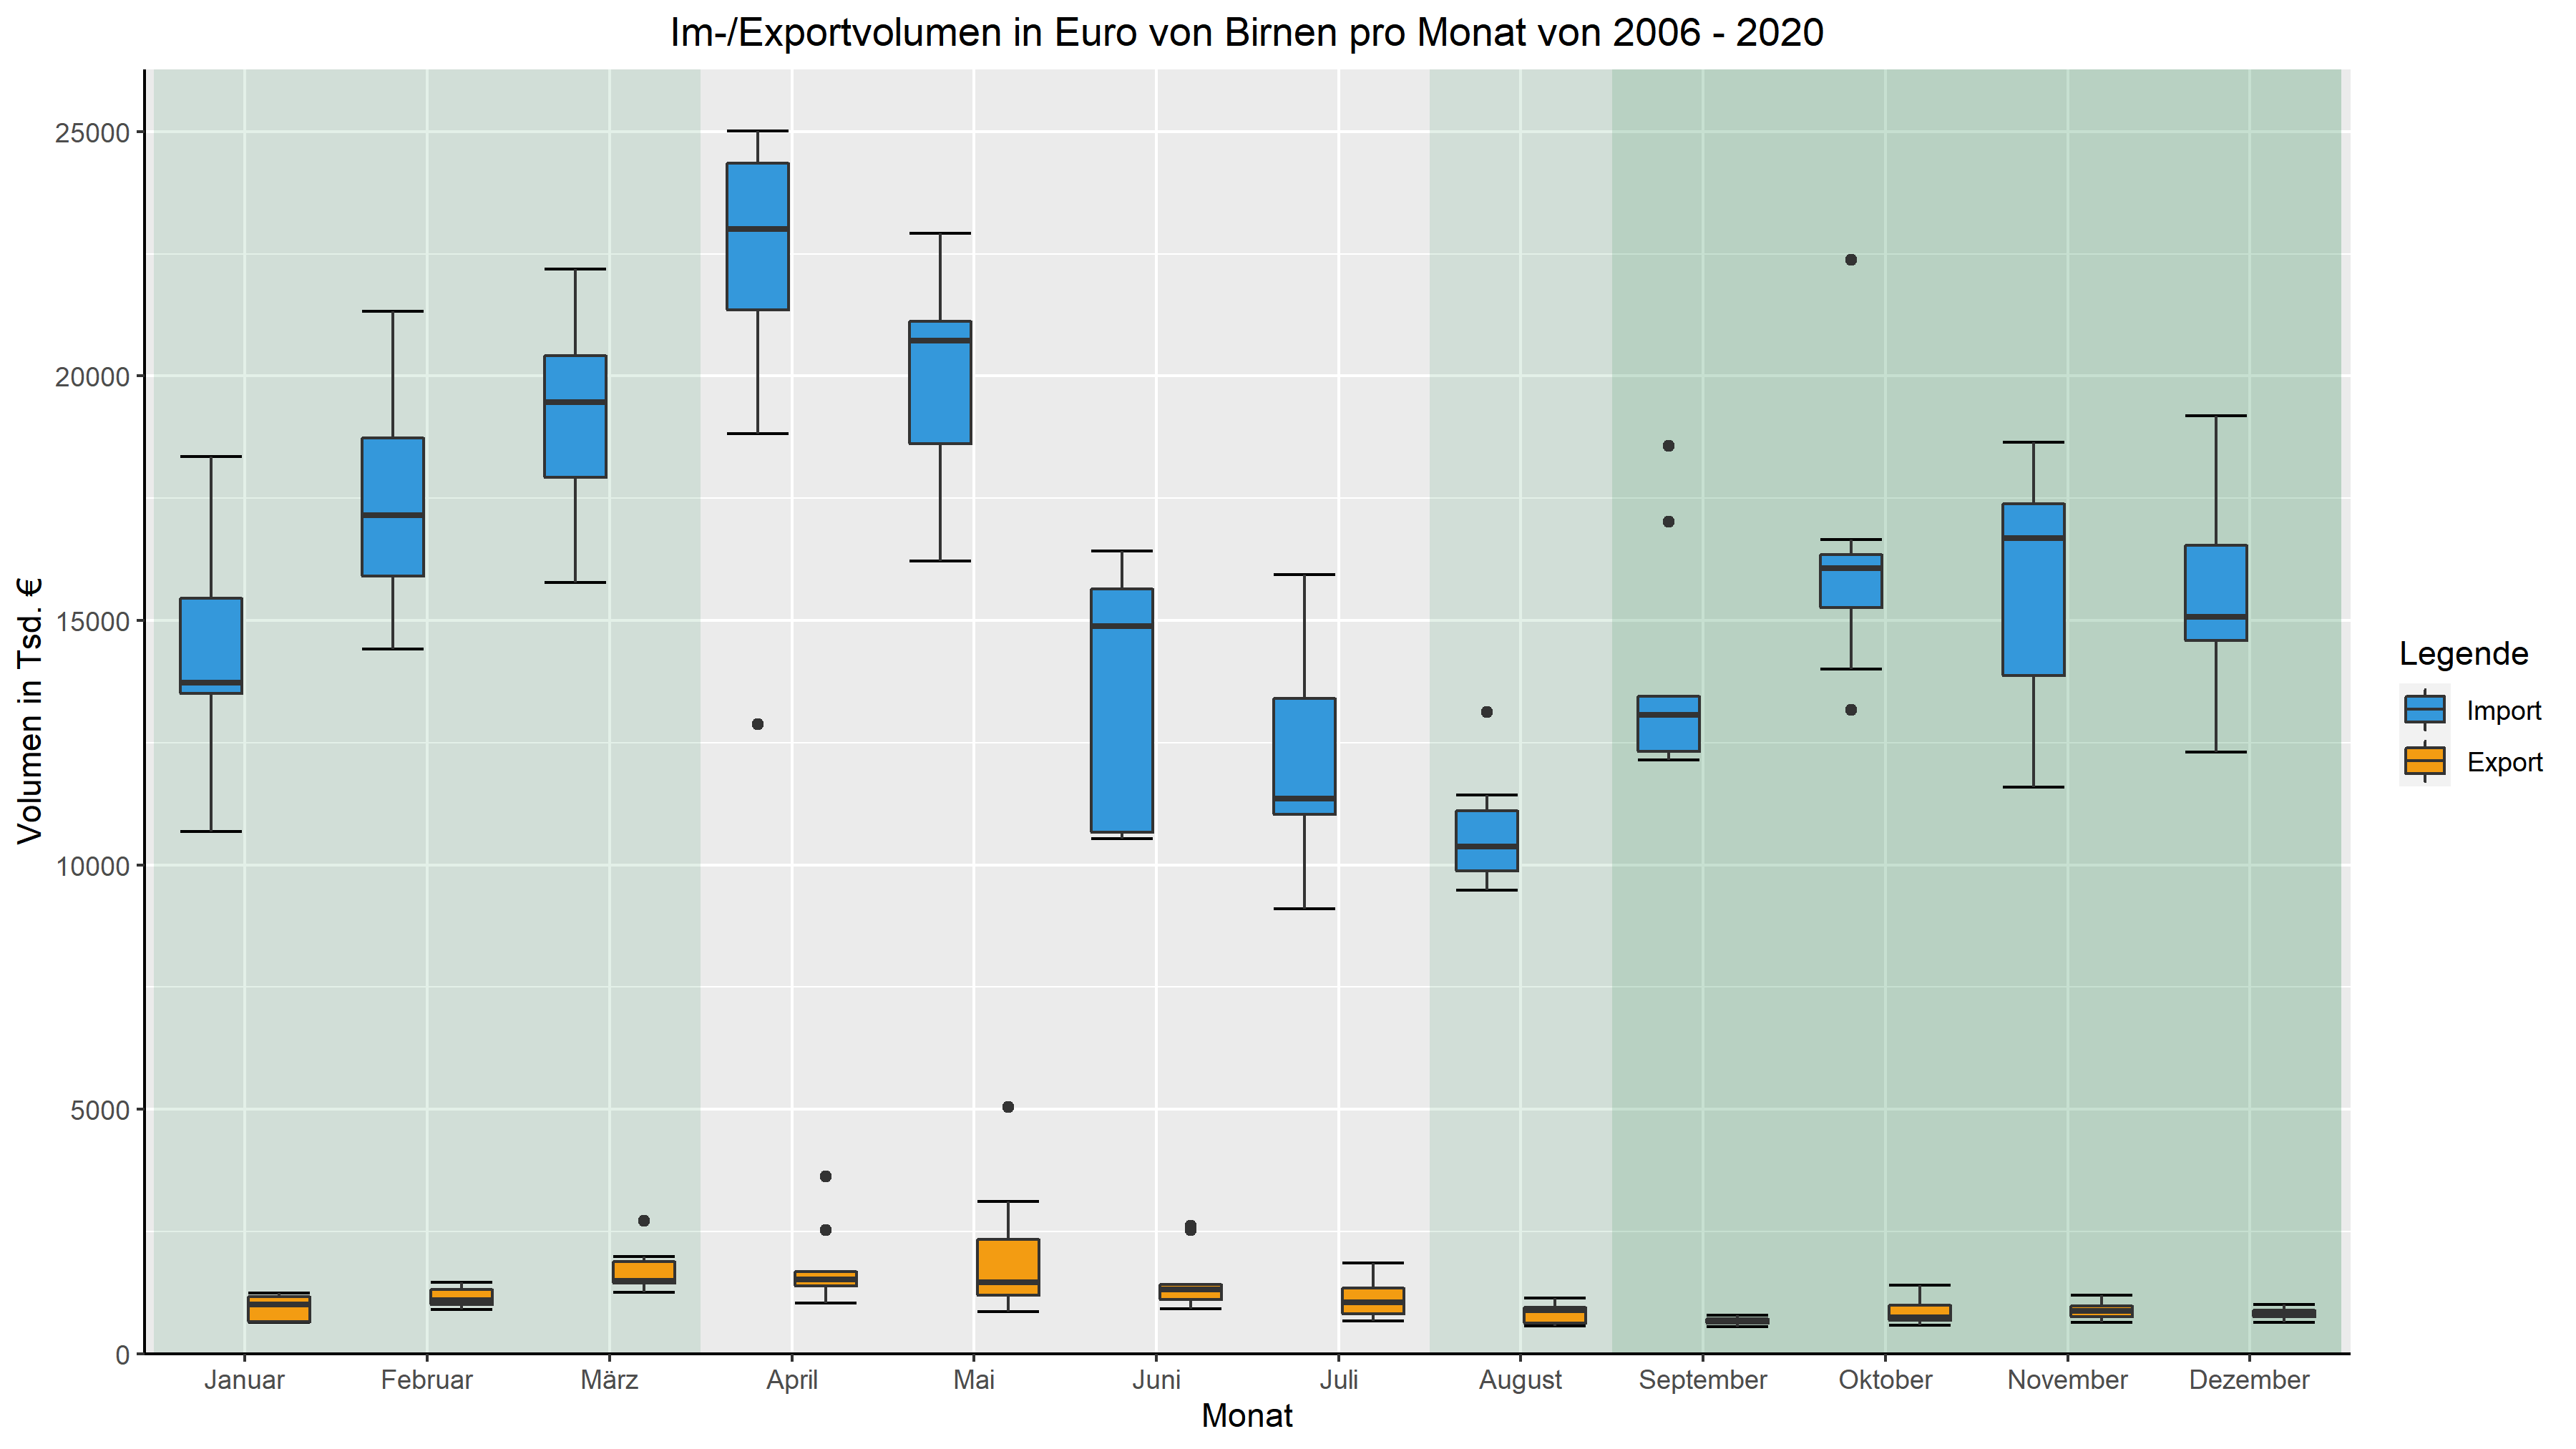 Im-/Exportvolumen in Euro von Birnen pro Monat von 2006 - 2020
Volumen in Tsd. €
25000
20000
15000
10000
5000
0
Januar Februar März April Mai Juni Juli August September Oktober November Dezember
Monat
Legende
Import
Export